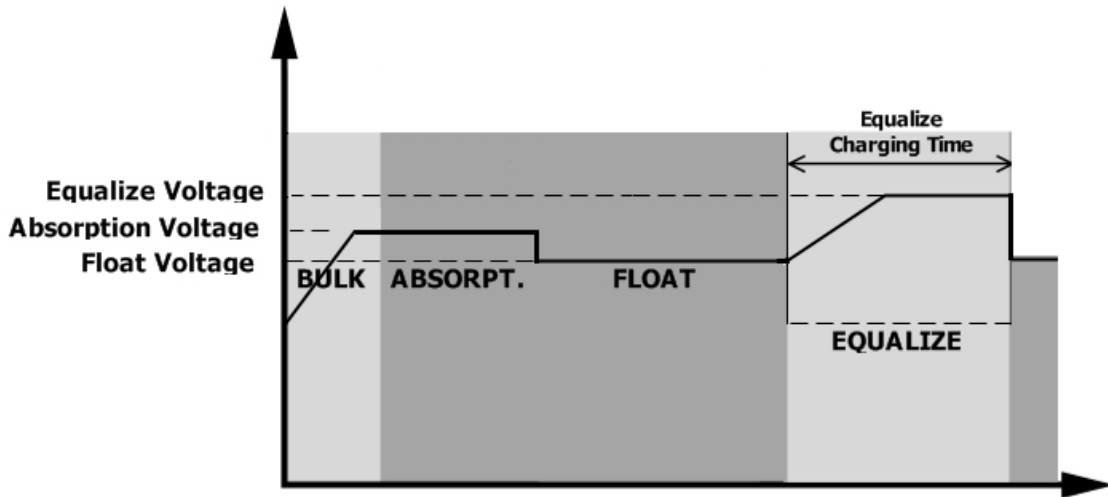 Equalize
Charging Time
Equalize Voltage
Absorption Voltage
Float Voltage
BULK
ABSORPT.
FLOAT
EQUALIZE